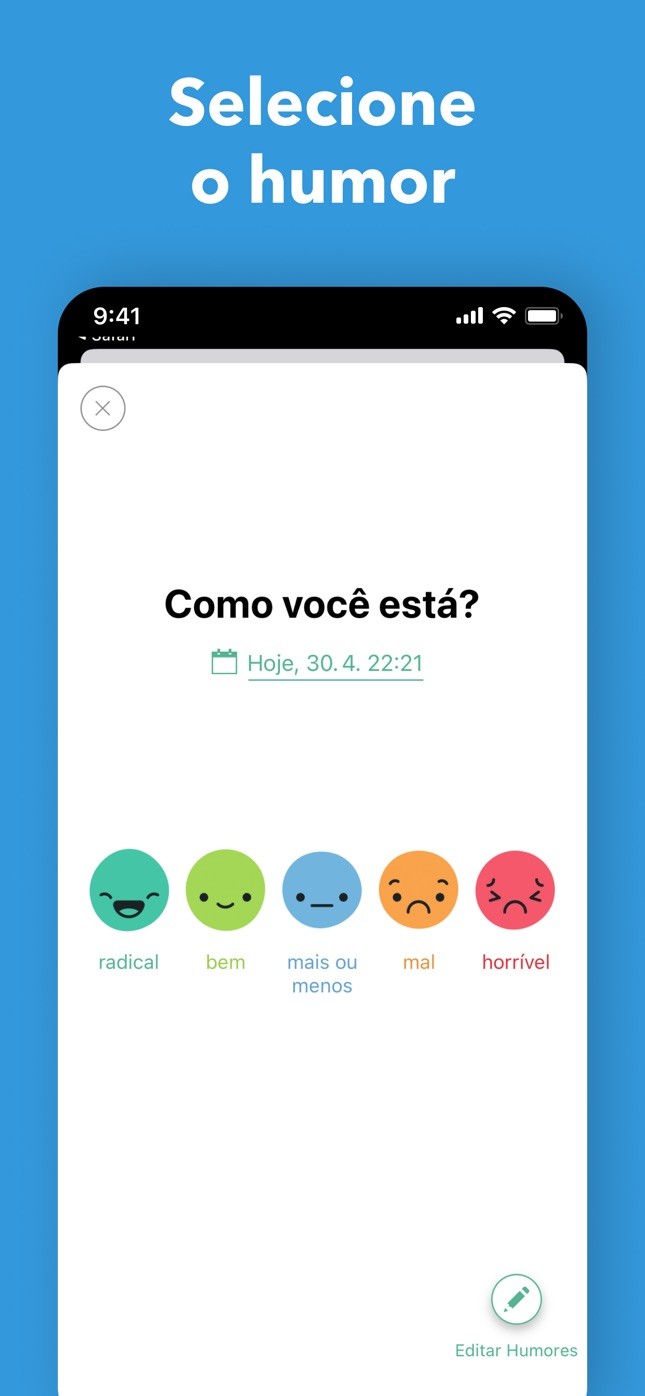 Selecione
o humor
9:41
Como você está?
Hoje, 30. 4. 22:21
radical
bem
mais ou
menos
mal
horrível
Editar Humores